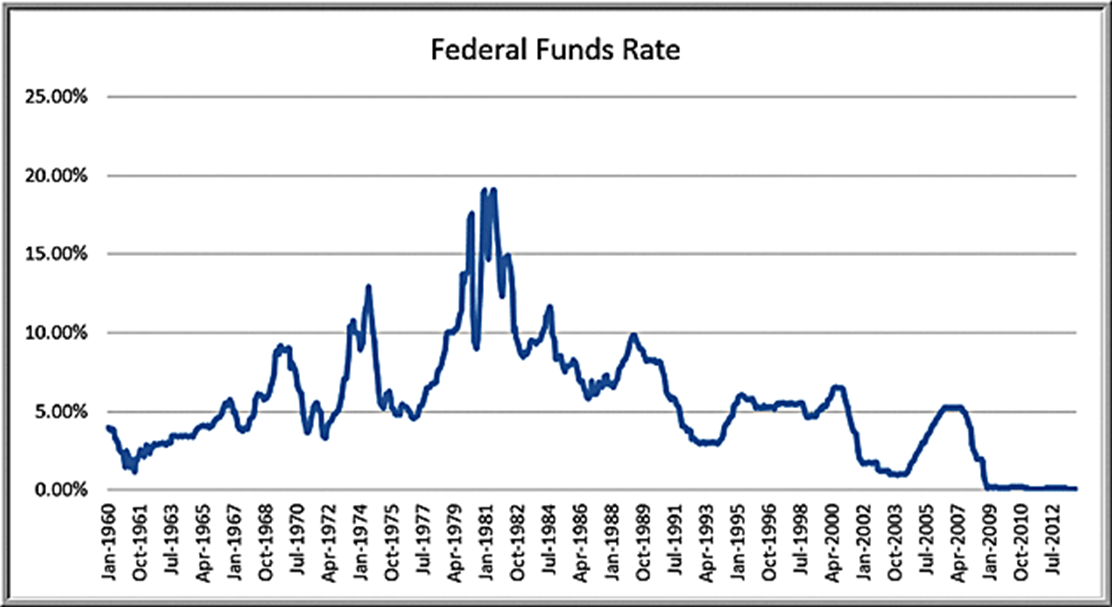 Federal Funds Rate
25.00%
20.00%
15.00%
10.00%
5.00%
0.00%
Jan-1960
Oct-1961
Jul-1963
Apr-1965
Jan-1967
Oct-1968
Jul-1970
Apr-1972
Jan-1974
Oct-1975
Jul-1977
Apr-1979
Jan-1981
Oct-1982
Jul-1984
Apr-1986
Jan-1988
Oct-1989
Jul-1991
Apr-1993
Jan-1995
Oct-1996
Jul-1998
Apr-2000
Jan-2002
Oct-2003
Jul-2005
Apr-2007
Jan-2009
Oct-2010
Jul-2012